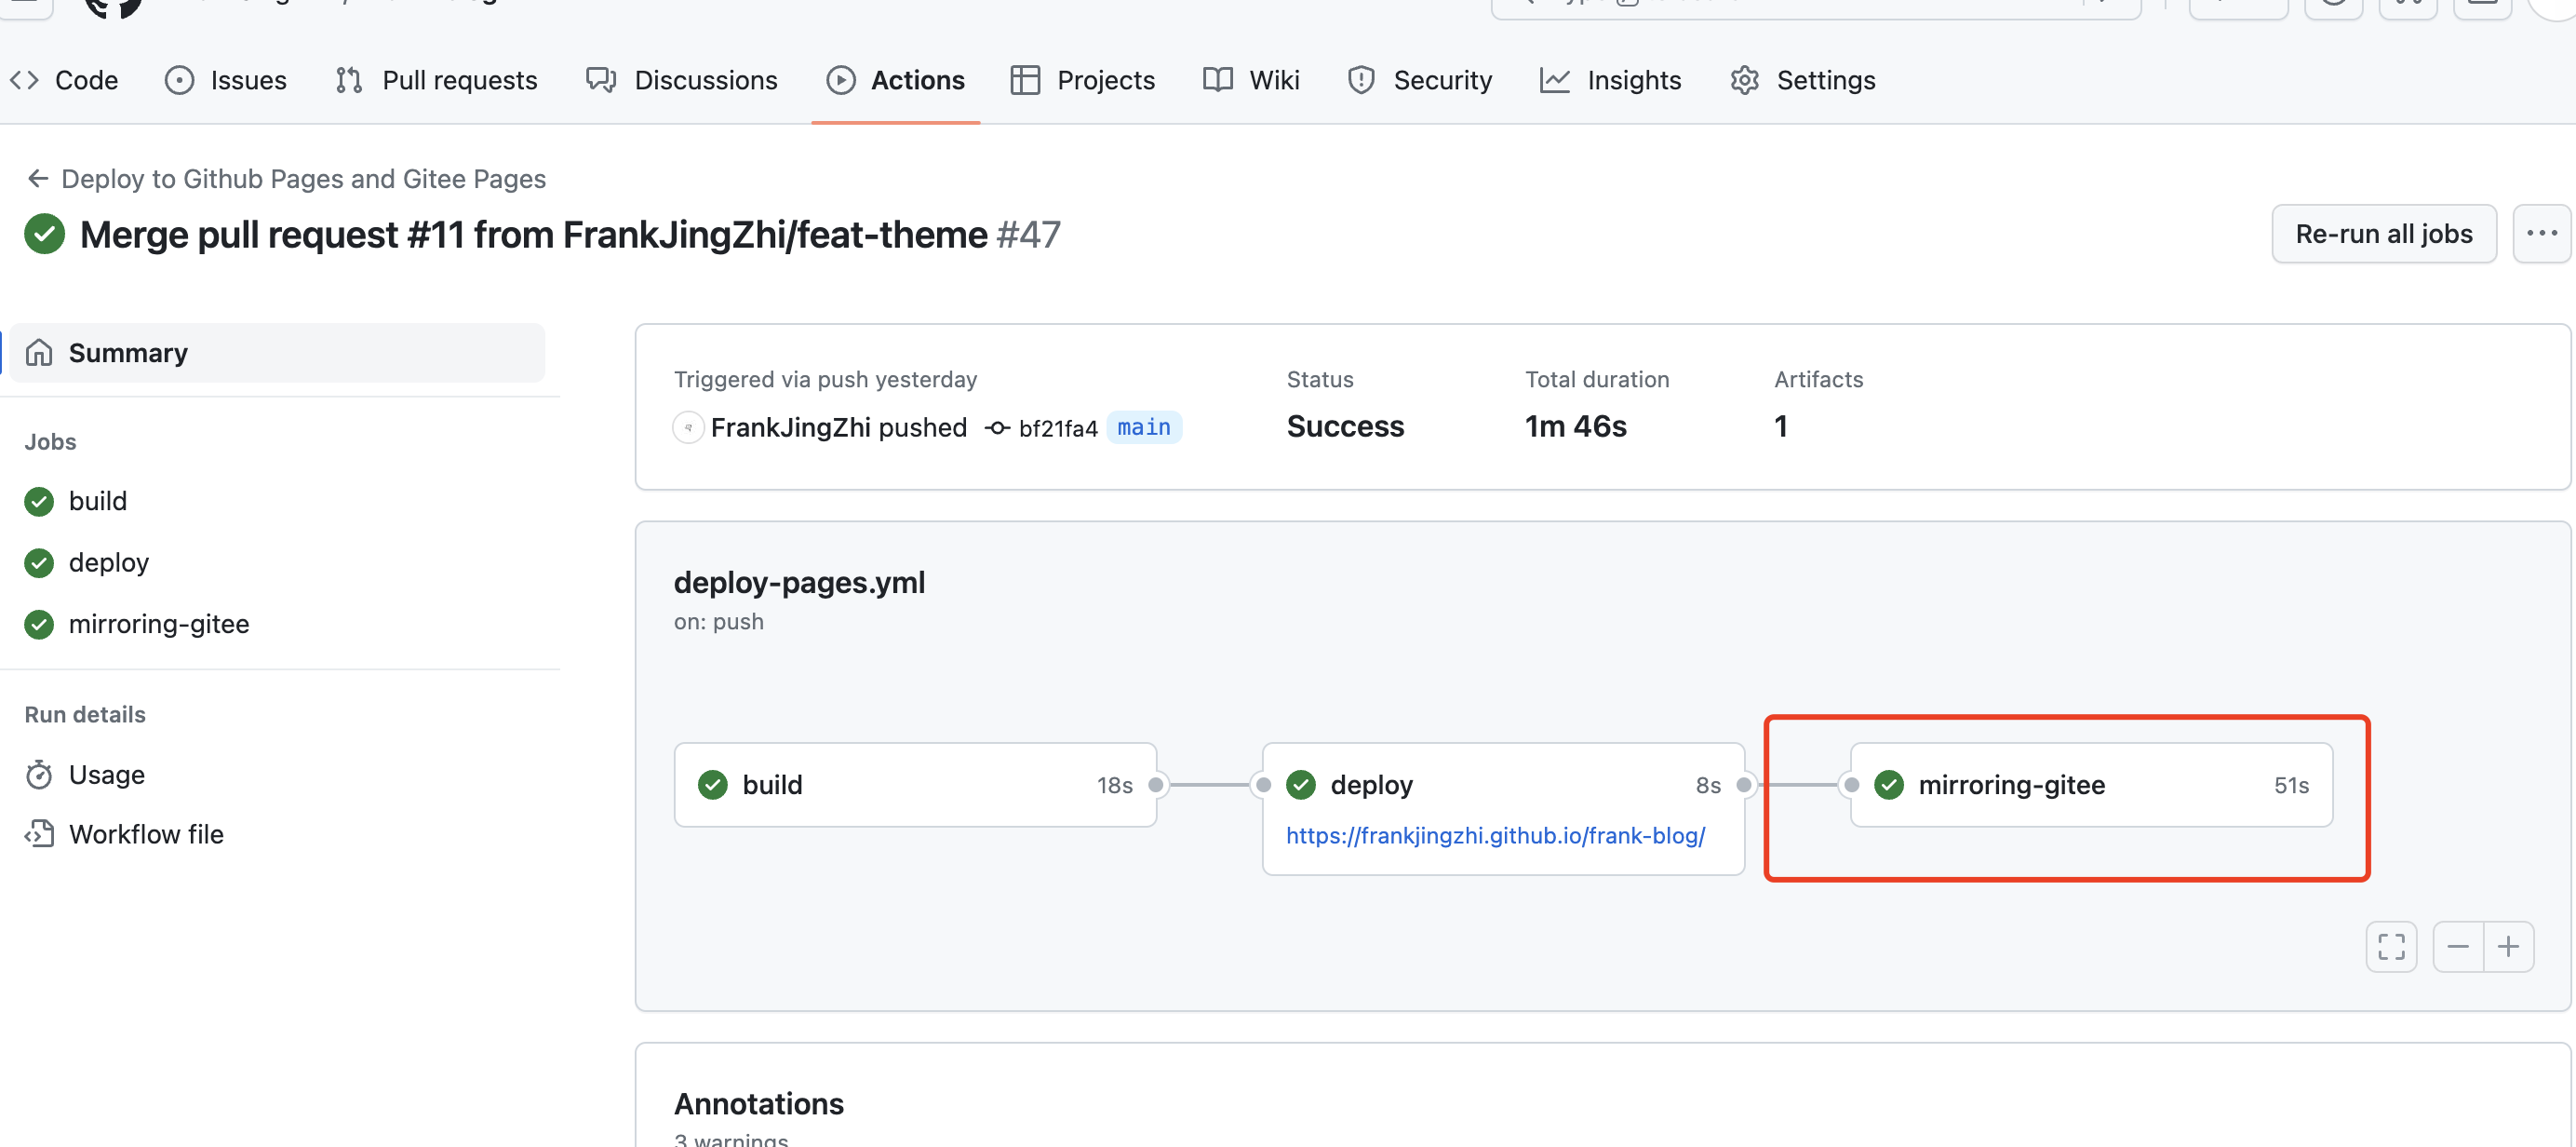 Code Issues Pull requests Discussions Actions Projects Wiki Security Insights Settings
Deploy to Github Pages and Gitee Pages
Merge pull request #11 from FrankJingZhi/feat-theme #47
Re-run all jobs
Summary
Jobs
build
deploy
mirroring-gitee
Run details
Usage
Workflow file
Triggered via push yesterday
FrankJingZhi pushed bf21fa4 main
Status
Success
Total duration
1m 46s
Artifacts
1
deploy-pages.yml
on: push
build 18s
deploy 8s
https://frankjingzhi.github.io/frank-blog/
mirroring-gitee 51s
Annotations
3 warnings